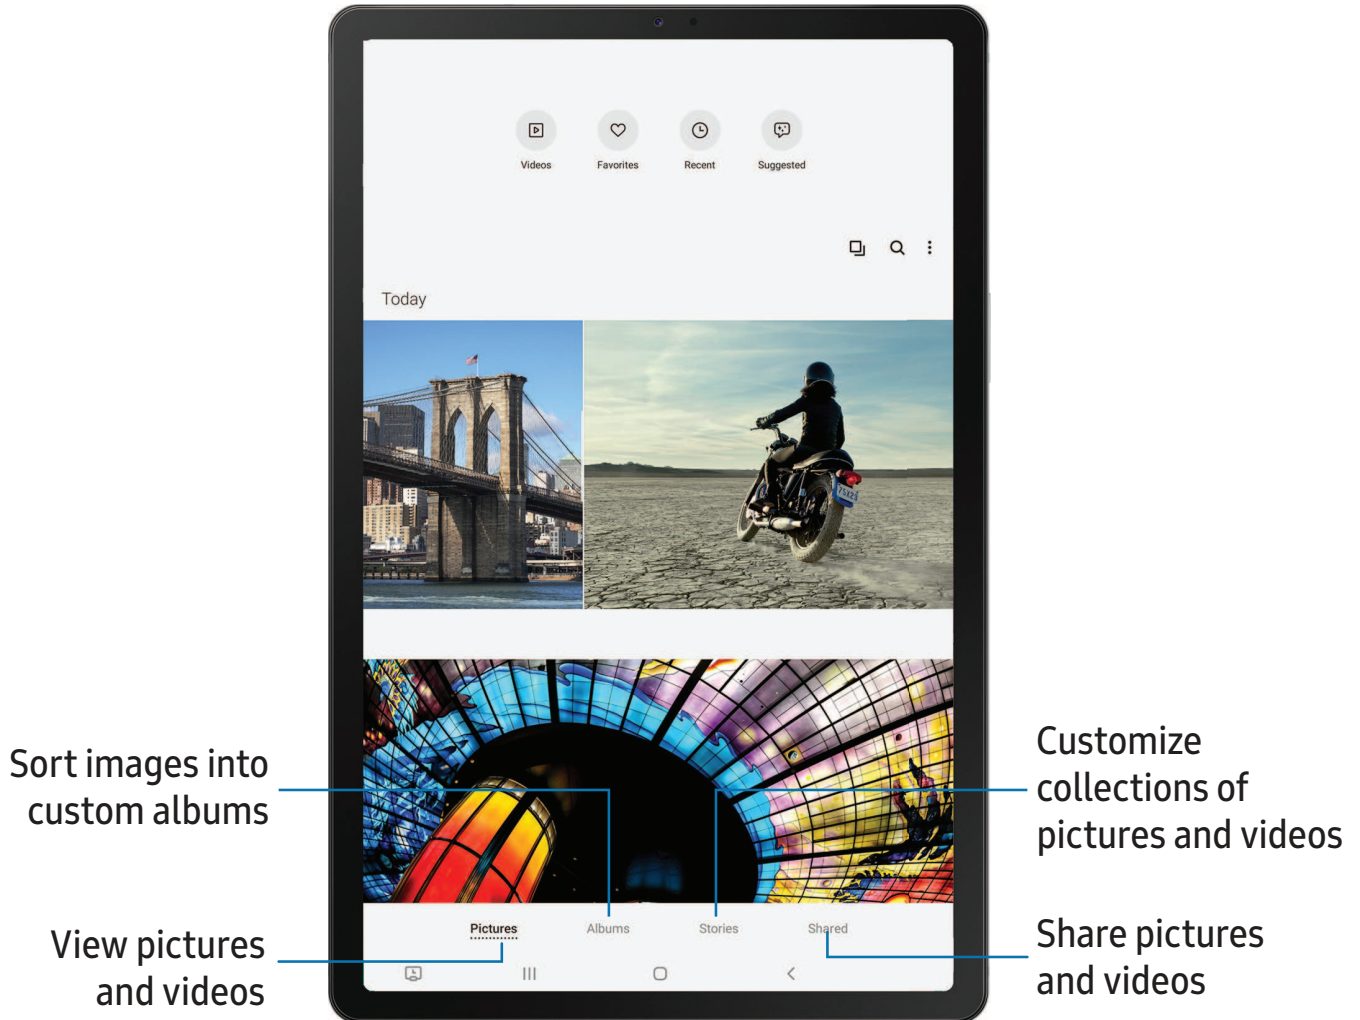 Videos
Favorites
Recent
Suggested
Today
75X23
Sort images into
custom albums
Customize
collections of
pictures and videos
Pictures
Albums
Stories
Shared
View pictures
and videos
Share pictures
and videos